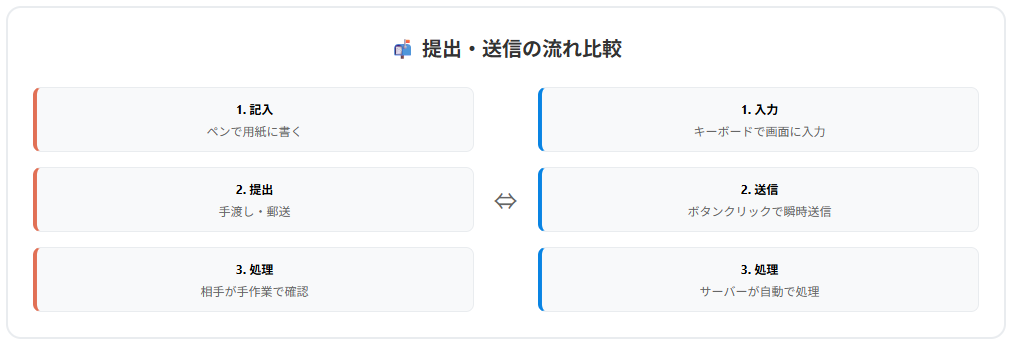 提出・送信の流れ比較
1. 記入
ペンで用紙に書く
2. 提出
手渡し・郵送
3. 処理
相手が手作業で確認
⇔
1. 入力
キーボードで画面に入力
2. 送信
ボタンクリックで瞬時送信
3. 処理
サーバーが自動で処理